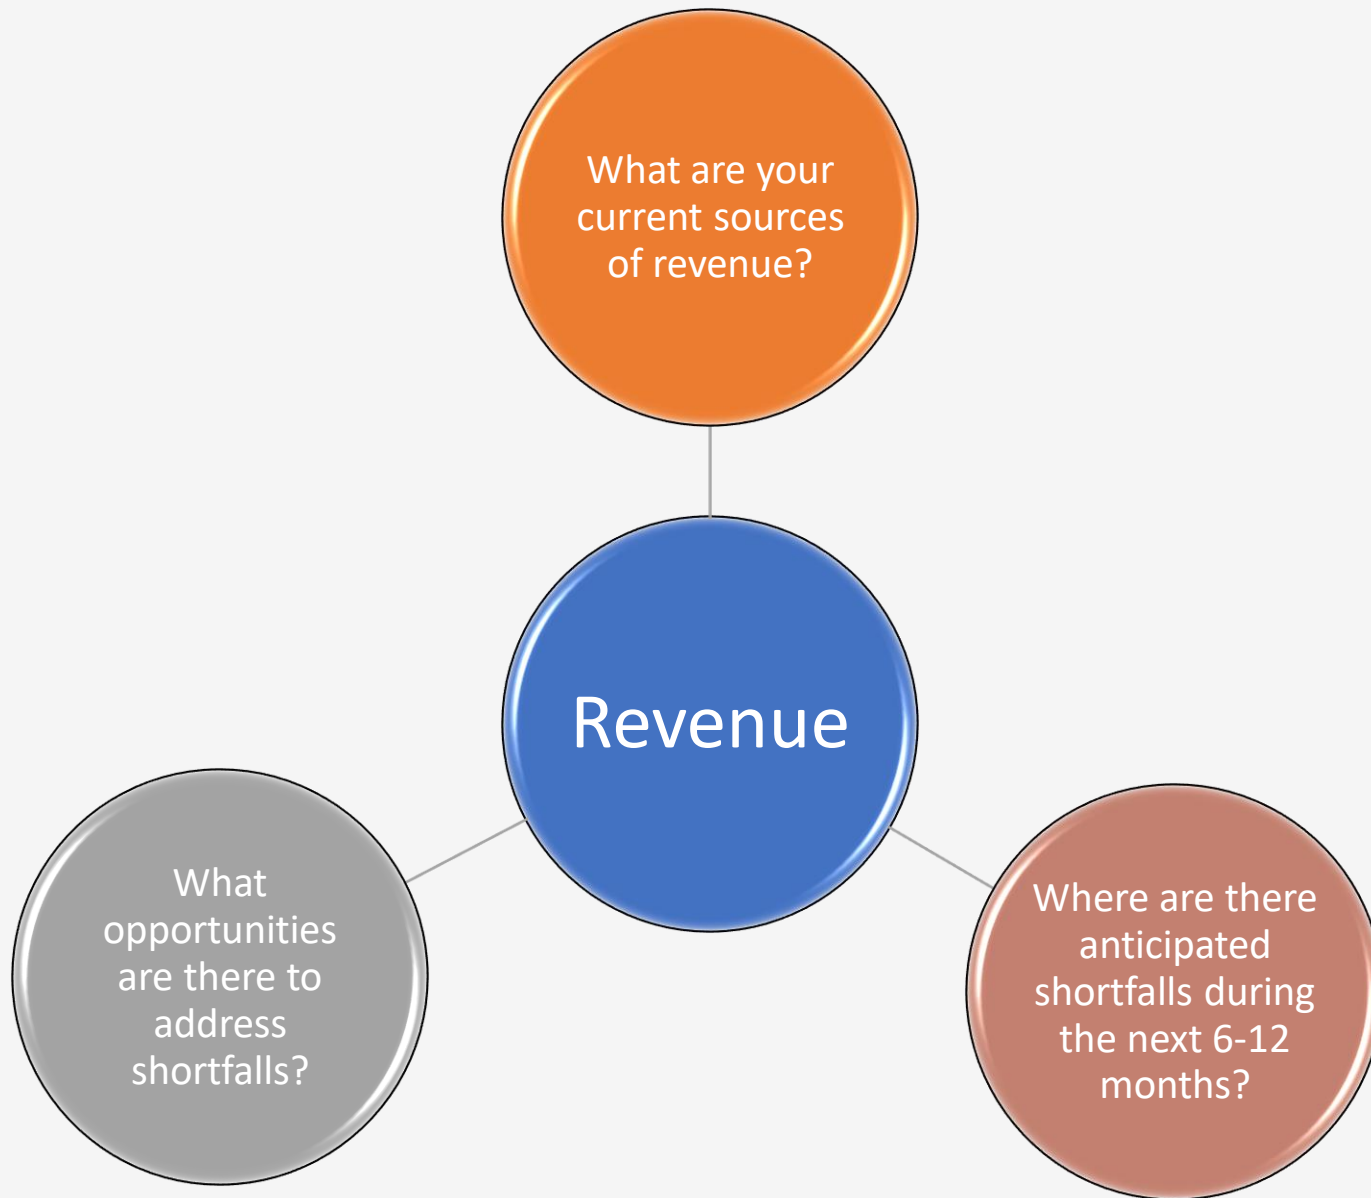 What are your
current sources
of revenue?
Revenue
What
opportunities
are there to
address
shortfalls?
Where are there
anticipated
shortfalls during
the next 6-12
months?